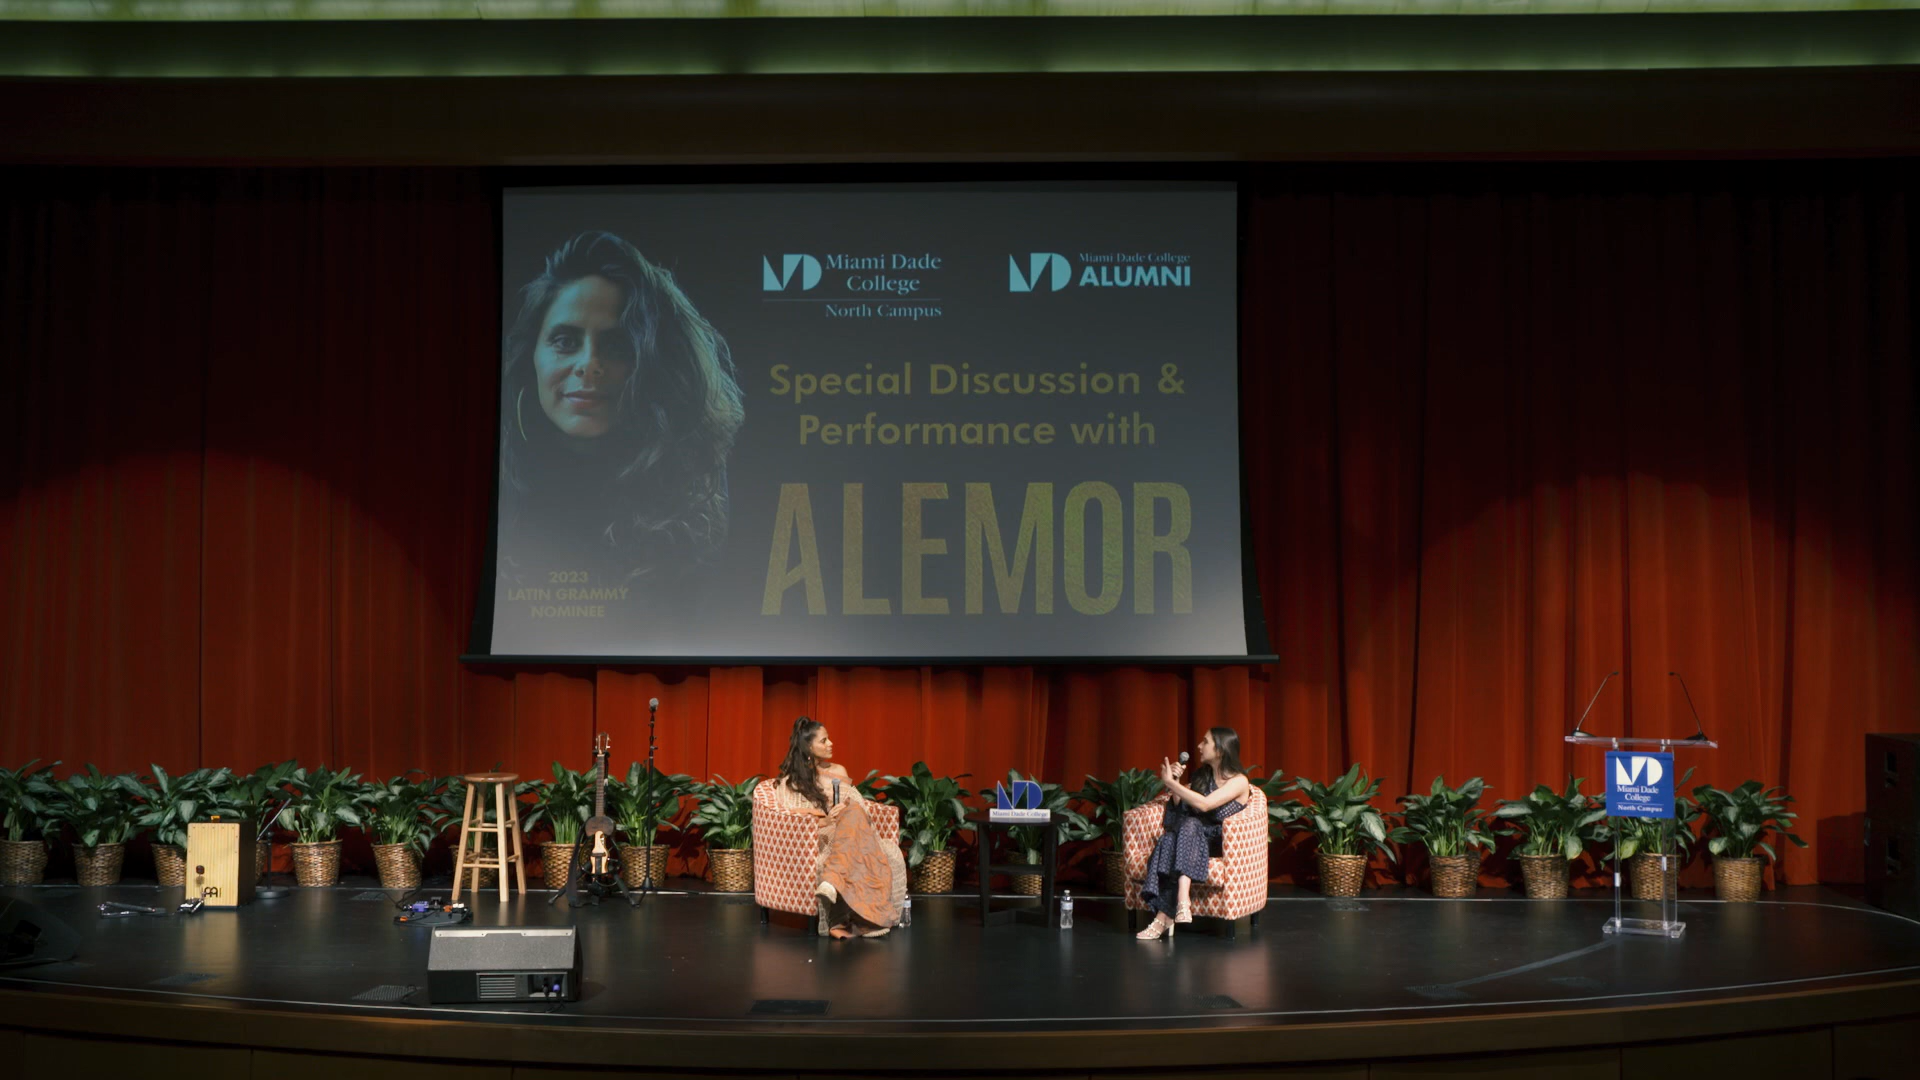 Miami Dade
College
North Campus
Miami Dade College
ALUMNI
Special Discussion &
Performance with
ALEMOR
2023
LATIN GRAMMY
NOMINEE
Miami Dade College
Miami Dade
College
North Campus